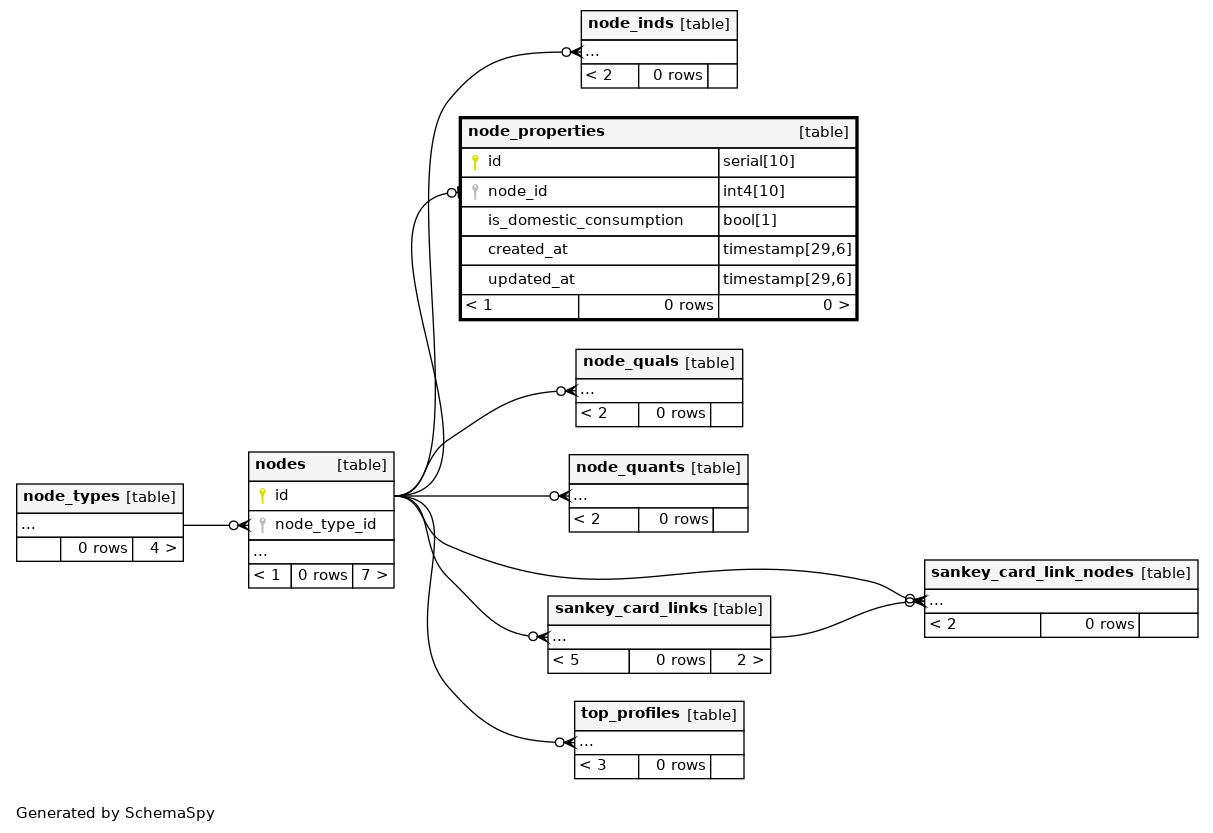 node_inds [table]
...
< 2 0 rows
node_properties [table]
id serial[10]
node_id int4[10]
is_domestic_consumption bool[1]
created_at timestamp[29,6]
updated_at timestamp[29,6]
< 1 0 rows 0 >
node_quals [table]
...
< 2 0 rows
nodes [table]
id
node_type_id
...
< 1 0 rows 7 >
node_quants [table]
...
< 2 0 rows
node_types [table]
...
0 rows 4 >
sankey_card_link_nodes [table]
...
< 2 0 rows
sankey_card_links [table]
...
< 5 0 rows 2 >
top_profiles [table]
...
< 3 0 rows
Generated by SchemaSpy